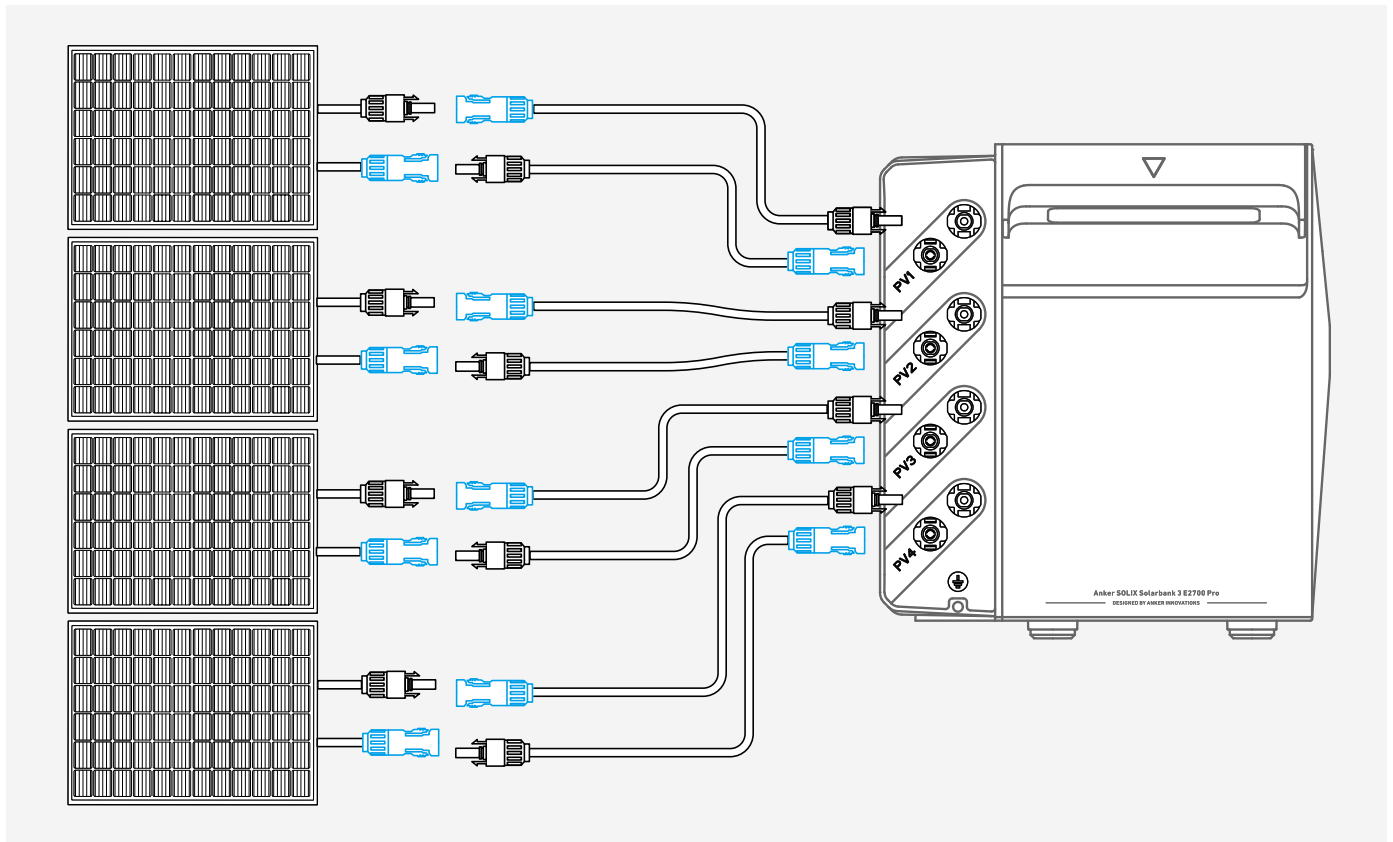 PV1
PV2
PV3
PV4
Anker SOLIX Solarbank 3 E2700 Pro
DESIGNED BY ANKER INNOVATIONS